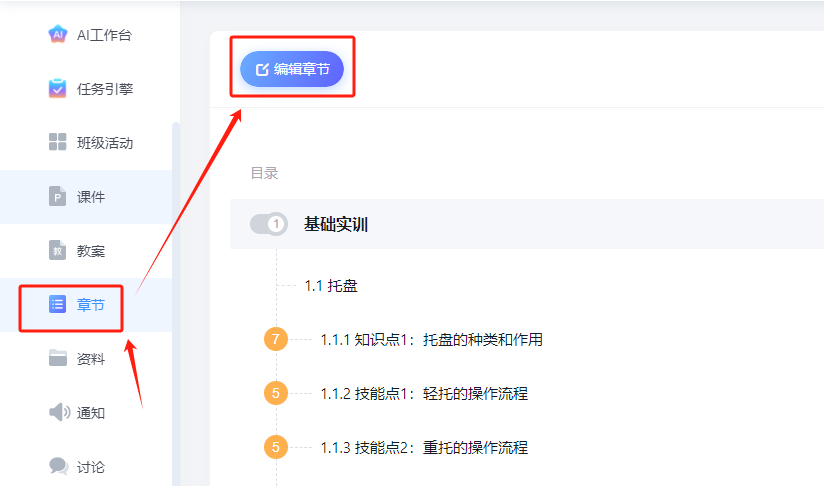 AI
AI工作台
任务引擎
班级活动
P
课件
教
教案
章节
资料
通知
讨论
编辑章节
目录
1
基础实训
1.1 托盘
7
1.1.1 知识点1：托盘的种类和作用
5
1.1.2 技能点1：轻托的操作流程
5
1.1.3 技能点2：重托的操作流程